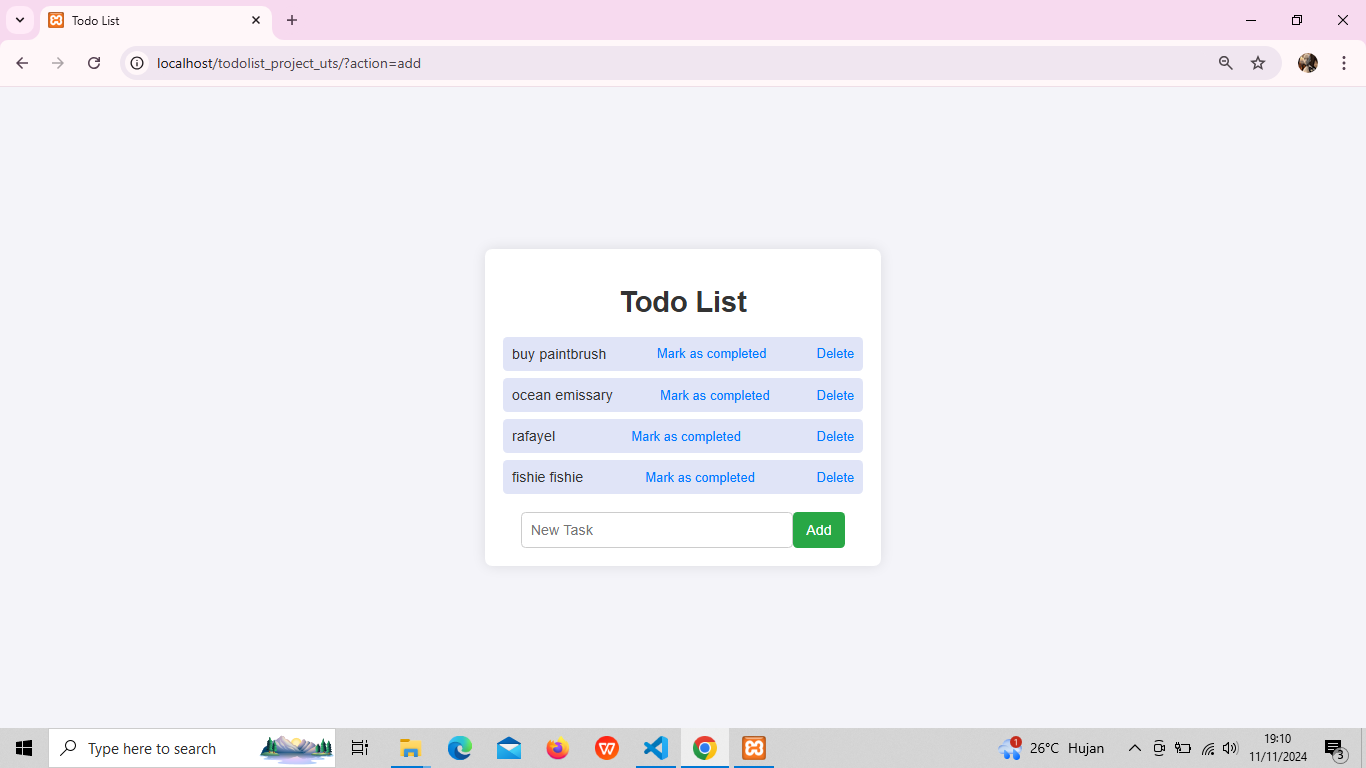 Todo List
localhost/todolist_project_uts/?action=add
Todo List
buy paintbrush Mark as completed Delete
ocean emissary Mark as completed Delete
rafayel Mark as completed Delete
fishie fishie Mark as completed Delete
New Task Add
Type here to search
W
1
26°C Hujan
19:10
11/11/2024
3